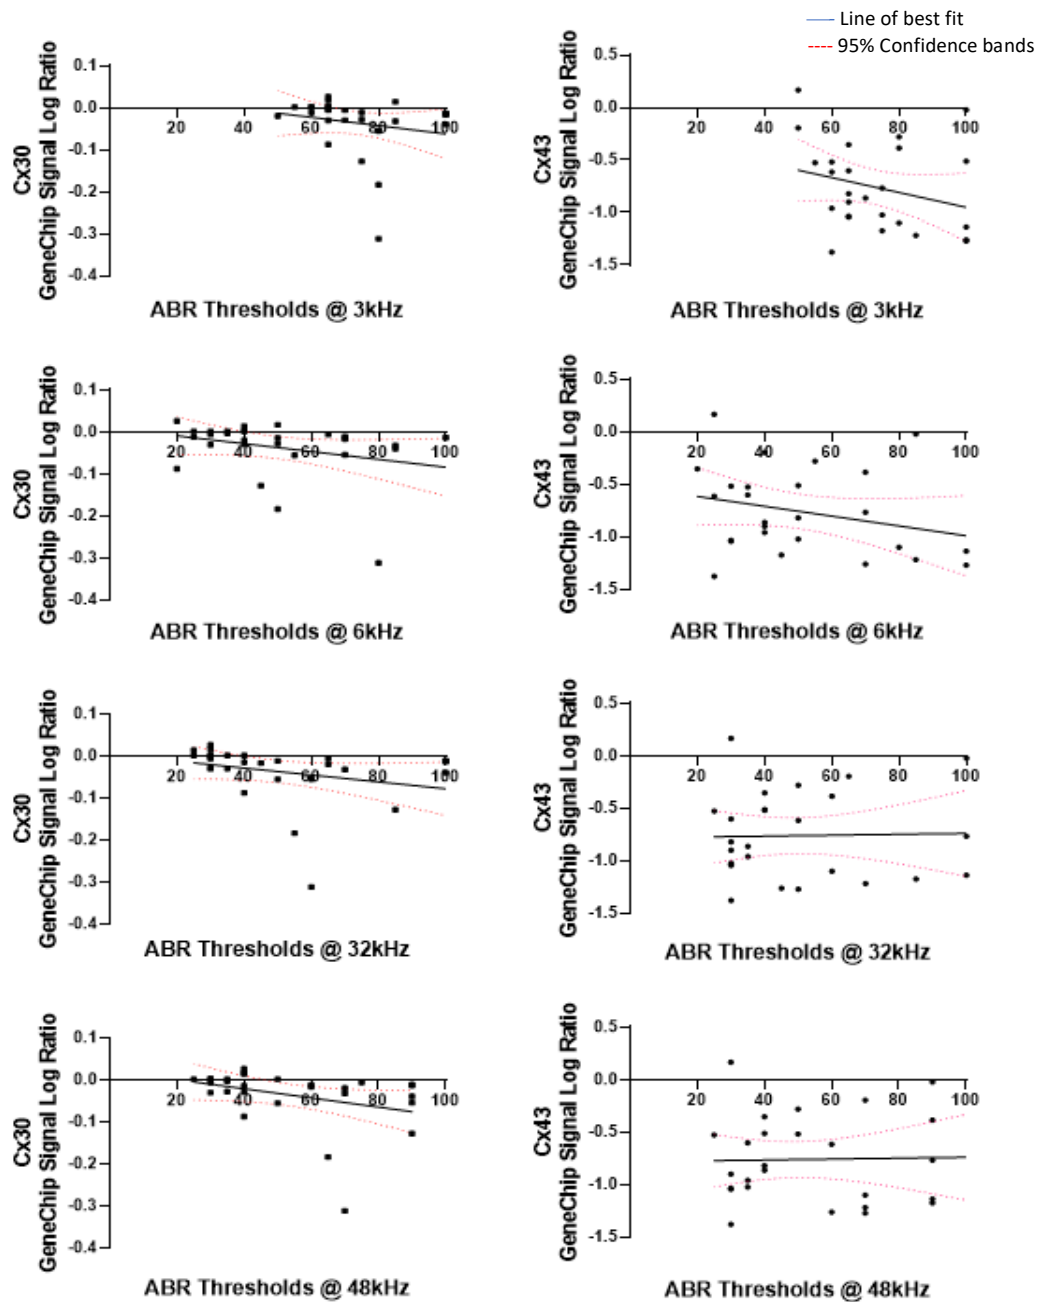 Line of best fit
95% Confidence bands
Cx30
GeneChip Signal Log Ratio
0.1
0.0
-0.1
-0.2
-0.3
-0.4
20 40 60 80 100
ABR Thresholds @ 3kHz
Cx43
GeneChip Signal Log Ratio
0.5
0.0
-0.5
-1.0
-1.5
20 40 60 80 100
ABR Thresholds @ 3kHz
Cx30
GeneChip Signal Log Ratio
0.1
0.0
-0.1
-0.2
-0.3
-0.4
20 40 60 80 100
ABR Thresholds @ 6kHz
Cx43
GeneChip Signal Log Ratio
0.5
0.0
-0.5
-1.0
-1.5
20 40 60 80 100
ABR Thresholds @ 6kHz
Cx30
GeneChip Signal Log Ratio
0.1
0.0
-0.1
-0.2
-0.3
-0.4
20 40 60 80 100
ABR Thresholds @ 32kHz
Cx43
GeneChip Signal Log Ratio
0.5
0.0
-0.5
-1.0
-1.5
20 40 60 80 100
ABR Thresholds @ 32kHz
Cx30
GeneChip Signal Log Ratio
0.1
0.0
-0.1
-0.2
-0.3
-0.4
20 40 60 80 100
ABR Thresholds @ 48kHz
Cx43
GeneChip Signal Log Ratio
0.5
0.0
-0.5
-1.0
-1.5
20 40 60 80 100
ABR Thresholds @ 48kHz